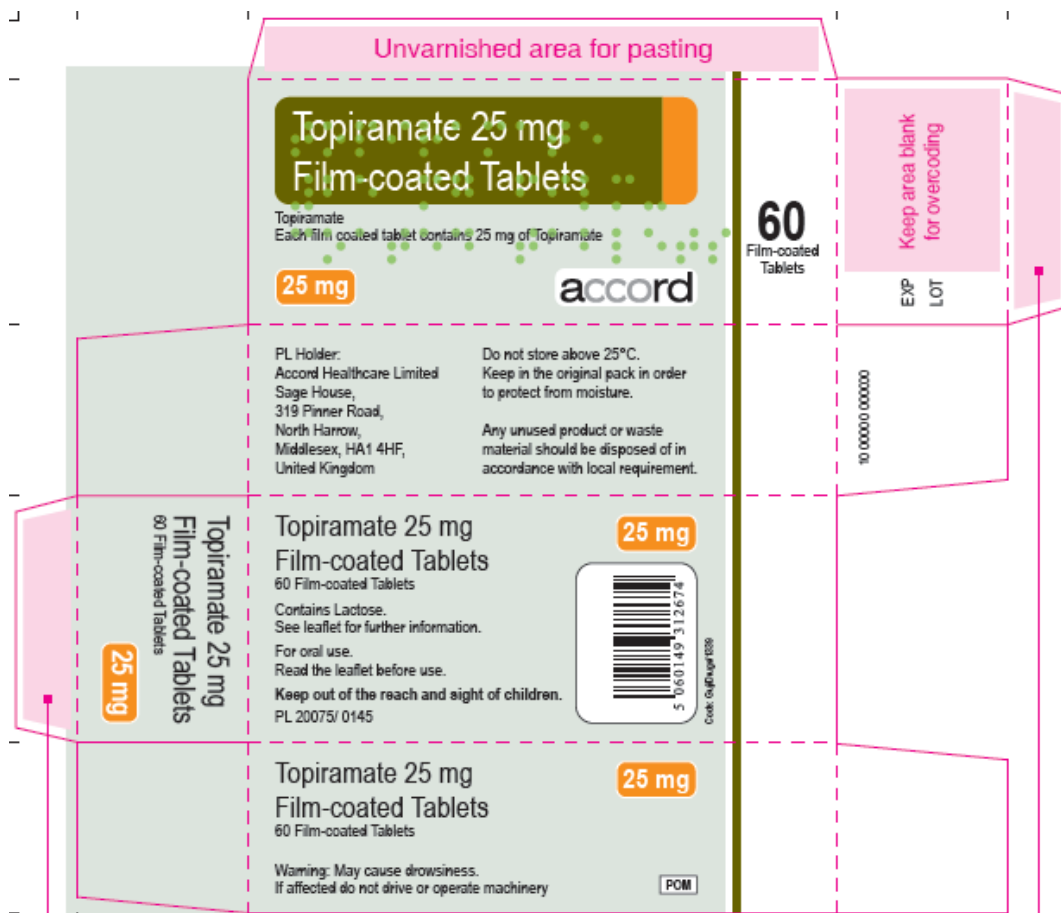 Unvarnished area for pasting
Topiramate 25 mg
Film-coated Tablets
Topiramate
Each film coated tablet contains 25 mg of Topiramate
25 mg
accord
60
Film-coated
Tablets
Keep area blank
for overcoding
EXP
LOT
PL Holder:
Accord Healthcare Limited
Sage House,
319 Pinner Road,
North Harrow,
Middlesex, HA1 4HF,
United Kingdom
Do not store above 25°C.
Keep in the original pack in order
to protect from moisture.
Any unused product or waste
material should be disposed of in
accordance with local requirement.
10 00000 000000
Topiramate 25 mg
Film-coated Tablets
60 Film-coated Tablets
25 mg
Topiramate 25 mg
Film-coated Tablets
60 Film-coated Tablets
Contains Lactose.
See leaflet for further information.
For oral use.
Read the leaflet before use.
Keep out of the reach and sight of children.
PL 20075/ 0145
25 mg
5 060149 312674
Code:
Topiramate 25 mg
Film-coated Tablets
60 Film-coated Tablets
Warning: May cause drowsiness.
If affected do not drive or operate machinery
25 mg
POM